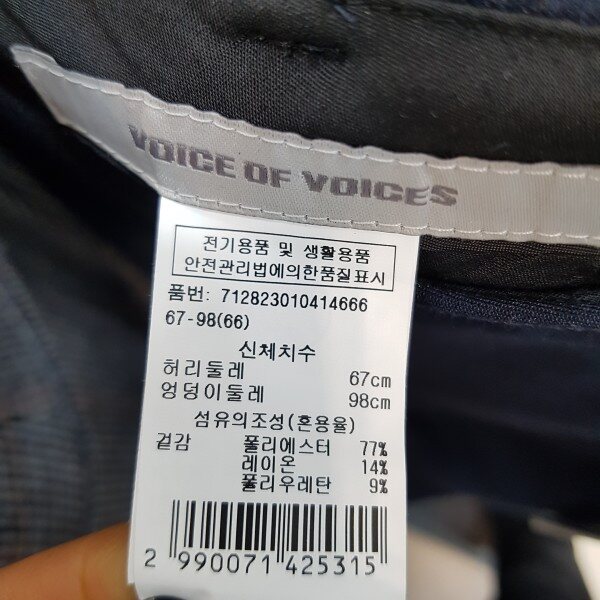 VOICE OF VOICES
전기용품 및 생활용품
안전관리법에의한품질표시
품번: 712823010414666
67-98(66)
신체치수
허리둘레 67cm
엉덩이둘레 98cm
섬유의조성(혼용율)
겉감 폴리에스터 77%
레이온 14%
폴리우레탄 9%
2 990071 425315